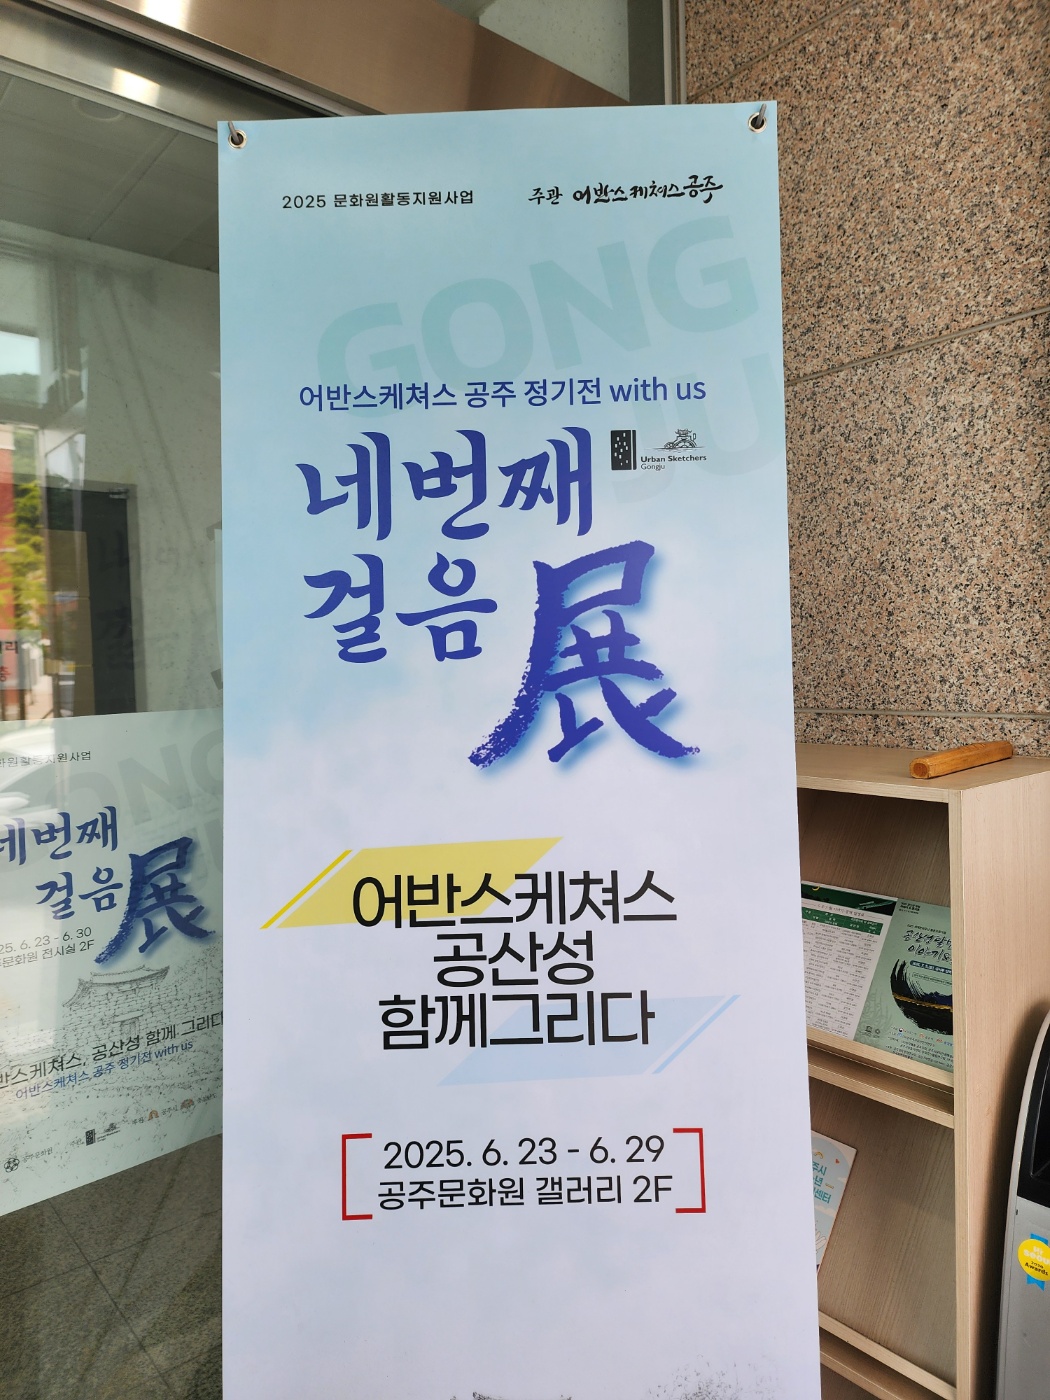 2025 문화원활동지원사업
주관 어반스케쳐스공주
GONG
JU
어반스케쳐스 공주 정기전 with us
네번째
Urban Sketchers
Gongju
걸음 展
어반스케쳐스
공산성
함께그리다
2025. 6. 23 - 6. 29
공주문화원 갤러리 2F
네번째
걸음 展
25. 6. 23 - 6. 30
문화원 전시실 2F
반스케쳐스, 공산성 함께 그리다
어반스케쳐스 공주 정기전 with us
공주문화원
Awards